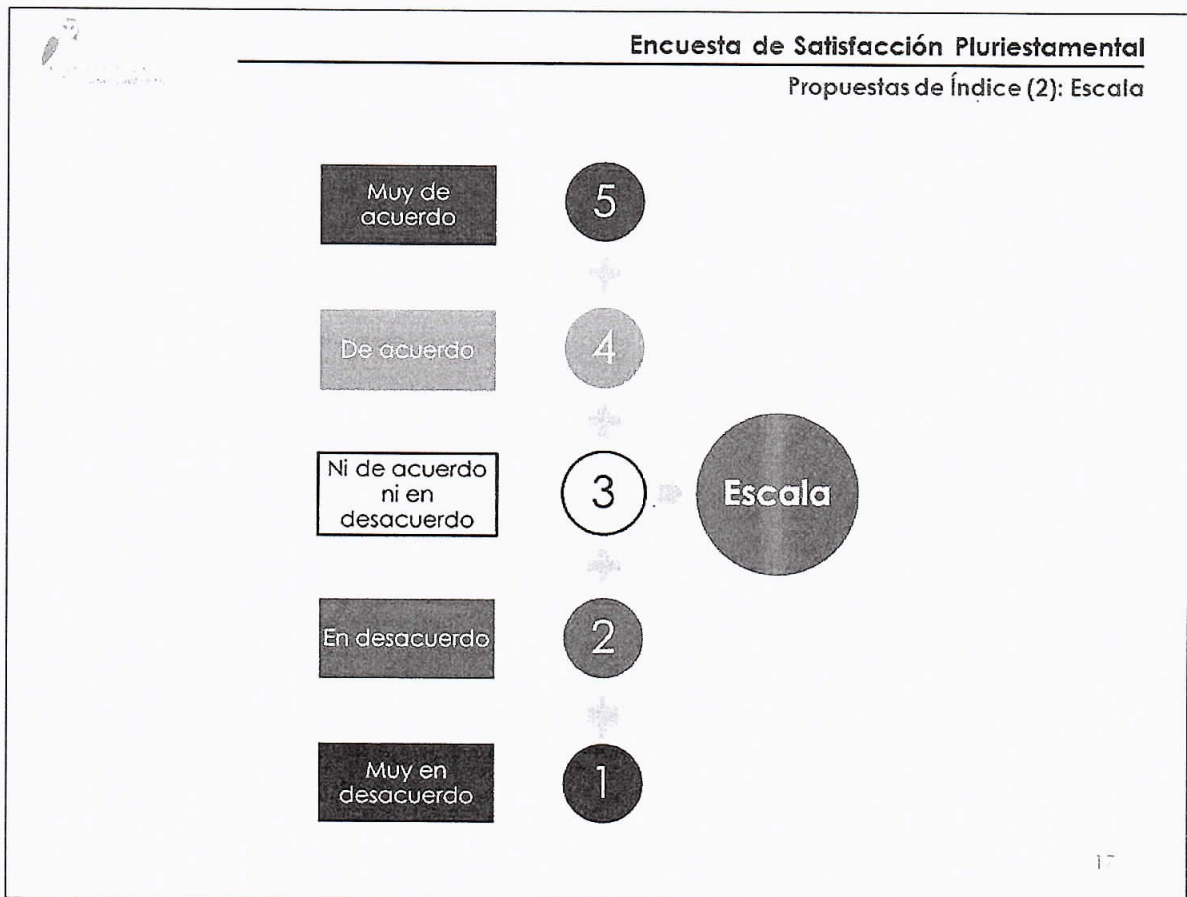 Encuesta de Satisfacción Pluriestamental
Propuestas de Índice (2): Escala
Muy de
acuerdo
5
De acuerdo
4
Ni de acuerdo
ni en
desacuerdo
3
Escala
En desacuerdo
2
Muy en
desacuerdo
1
17